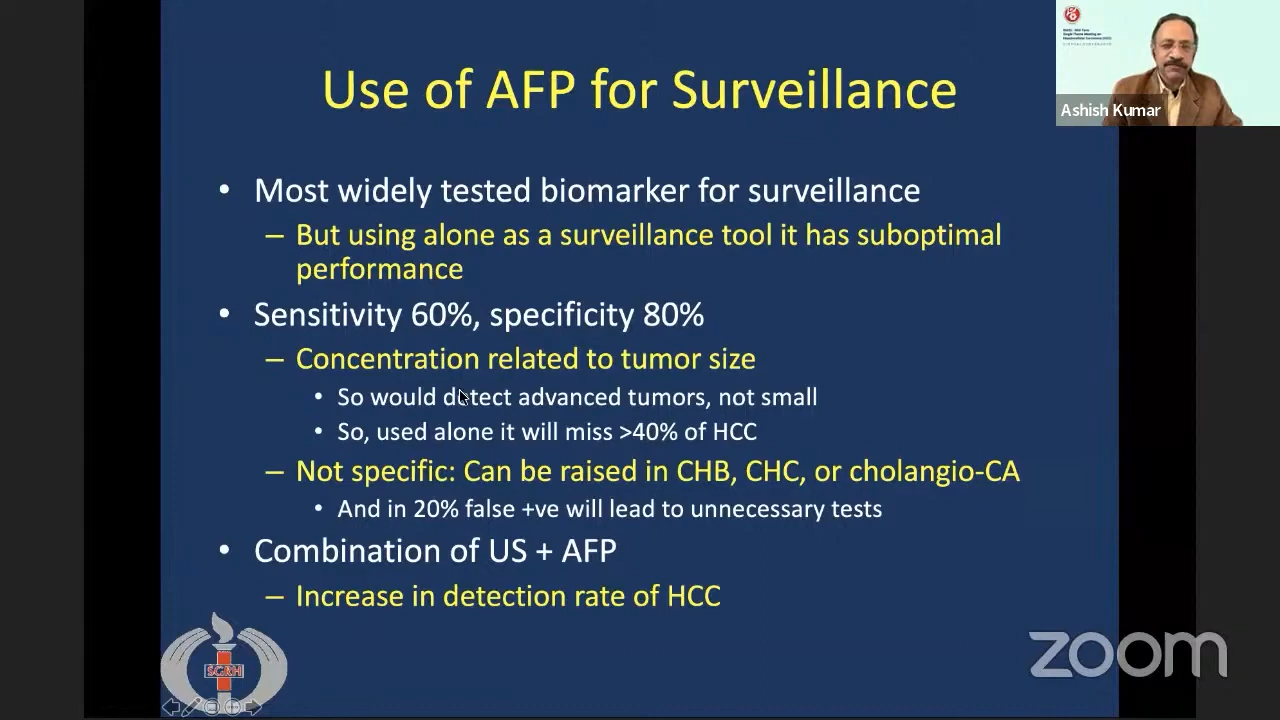 Use of AFP for Surveillance
Ashish Kumar
• Most widely tested biomarker for surveillance
– But using alone as a surveillance tool it has suboptimal
performance
• Sensitivity 60%, specificity 80%
– Concentration related to tumor size
• So would detect advanced tumors, not small
• So, used alone it will miss >40% of HCC
– Not specific: Can be raised in CHB, CHC, or cholangio-CA
• And in 20% false +ve will lead to unnecessary tests
• Combination of US + AFP
– Increase in detection rate of HCC
SGRH
zoom